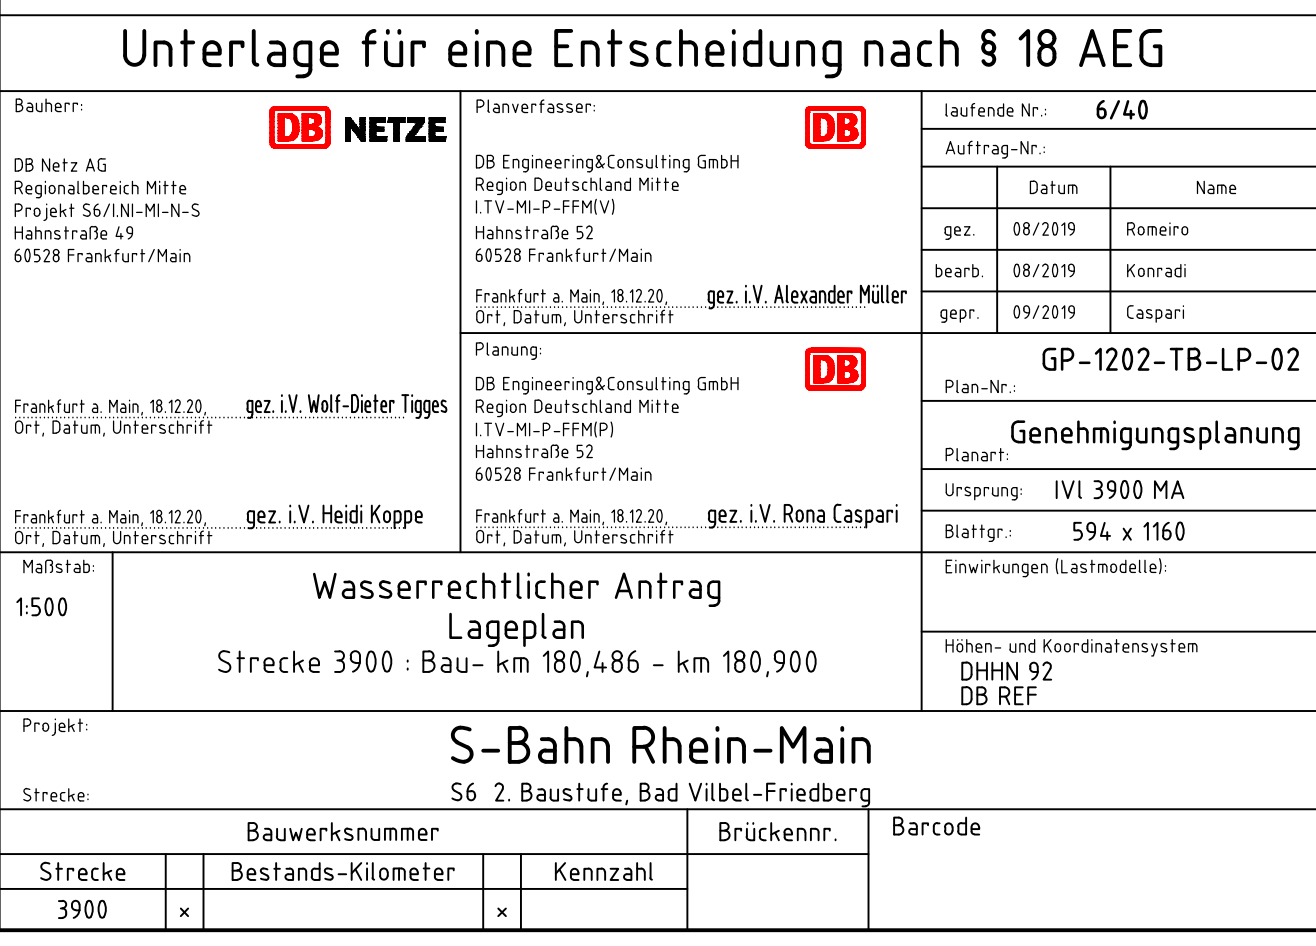 Unterlage für eine Entscheidung nach § 18 AEG
Bauherr:
DB NETZE
DB Netz AG
Regionalbereich Mitte
Projekt S6/I.NI-MI-N-S
Hahnstraße 49
60528 Frankfurt/Main
Frankfurt a. Main, 18.12.20, gez. i.V. Wolf-Dieter Tigges
Ort, Datum, Unterschrift
Frankfurt a. Main, 18.12.20, gez. i.V. Heidi Koppe
Ort, Datum, Unterschrift
Planverfasser:
DB
DB Engineering&Consulting GmbH
Region Deutschland Mitte
I.TV-MI-P-FFM(V)
Hahnstraße 52
60528 Frankfurt/Main
Frankfurt a. Main, 18.12.20, gez. i.V. Alexander Müller
Ort, Datum, Unterschrift
Planung:
DB
DB Engineering&Consulting GmbH
Region Deutschland Mitte
I.TV-MI-P-FFM(P)
Hahnstraße 52
60528 Frankfurt/Main
Frankfurt a. Main, 18.12.20, gez. i.V. Rona Caspari
Ort, Datum, Unterschrift
laufende Nr.: 6/40
Auftrag-Nr.:
Datum Name
gez. 08/2019 Romeiro
bearb. 08/2019 Konradi
gepr. 09/2019 Caspari
GP-1202-TB-LP-02
Plan-Nr.:
Genehmigungsplanung
Planart:
Ursprung: IVl 3900 MA
Blattgr.: 594 x 1160
Maßstab:
1:500
Wasserrechtlicher Antrag
Lageplan
Strecke 3900 : Bau- km 180,486 - km 180,900
Einwirkungen (Lastmodelle):
Höhen- und Koordinatensystem
DHHN 92
DB REF
Projekt:
S-Bahn Rhein-Main
Strecke: S6 2. Baustufe, Bad Vilbel-Friedberg
Bauwerksnummer Brückennr. Barcode
Strecke Bestands-Kilometer Kennzahl
3900 x x